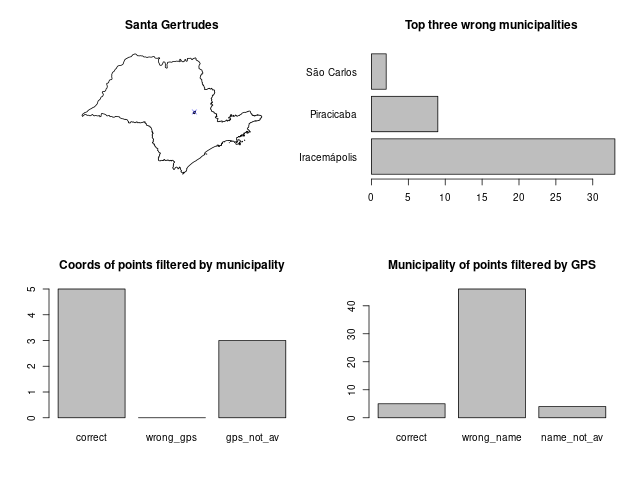 Santa Gertrudes
Top three wrong municipalities
São Carlos
Piracicaba
Iracemápolis
0 5 10 15 20 25 30
Coords of points filtered by municipality
5
4
3
2
1
0
correct wrong_gps gps_not_av
Municipality of points filtered by GPS
40
30
20
10
0
correct wrong_name name_not_av